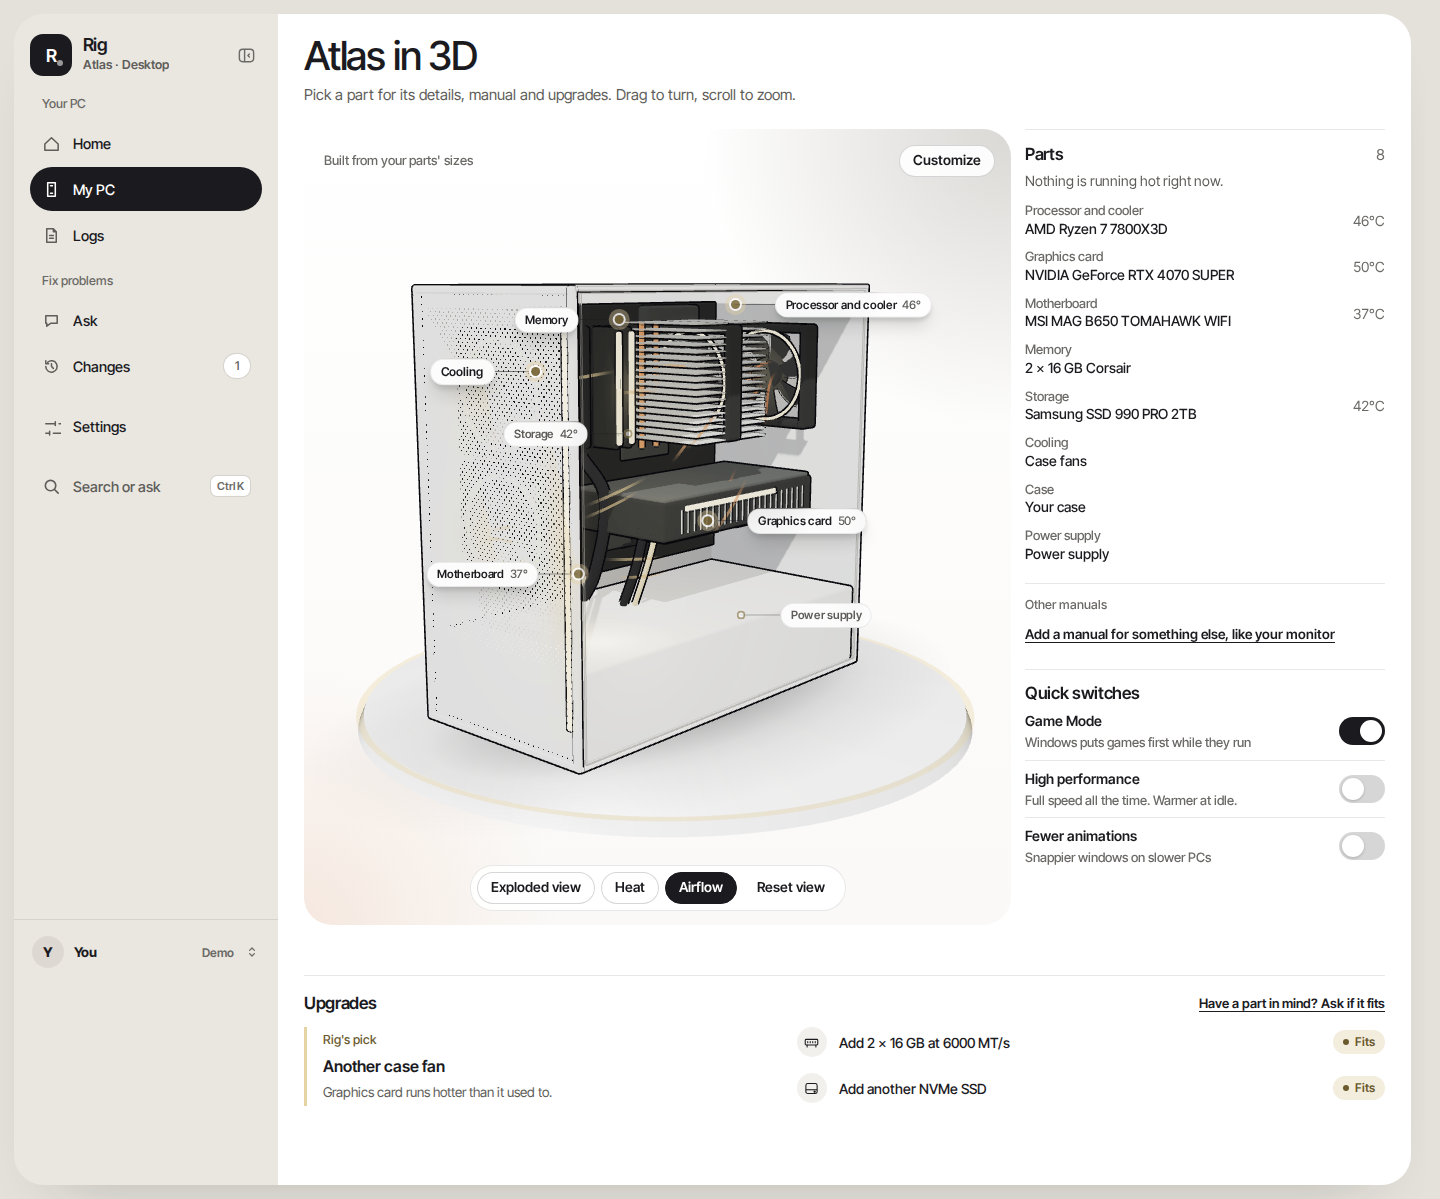 R
Rig
Atlas · Desktop
Your PC
Home
My PC
Logs
Fix problems
Ask
Changes
1
Settings
Search or ask
Ctrl K
Y
You
Demo
Atlas in 3D
Pick a part for its details, manual and upgrades. Drag to turn, scroll to zoom.
Built from your parts' sizes
Customize
Memory
Processor and cooler 46°
Cooling
Storage 42°
Graphics card 50°
Motherboard 37°
Power supply
Exploded view
Heat
Airflow
Reset view
Parts
8
Nothing is running hot right now.
Processor and cooler
AMD Ryzen 7 7800X3D
46°C
Graphics card
NVIDIA GeForce RTX 4070 SUPER
50°C
Motherboard
MSI MAG B650 TOMAHAWK WIFI
37°C
Memory
2 × 16 GB Corsair
Storage
Samsung SSD 990 PRO 2TB
42°C
Cooling
Case fans
Case
Your case
Power supply
Power supply
Other manuals
Add a manual for something else, like your monitor
Quick switches
Game Mode
Windows puts games first while they run
High performance
Full speed all the time. Warmer at idle.
Fewer animations
Snappier windows on slower PCs
Upgrades
Have a part in mind? Ask if it fits
Rig's pick
Another case fan
Graphics card runs hotter than it used to.
Add 2 × 16 GB at 6000 MT/s
Fits
Add another NVMe SSD
Fits